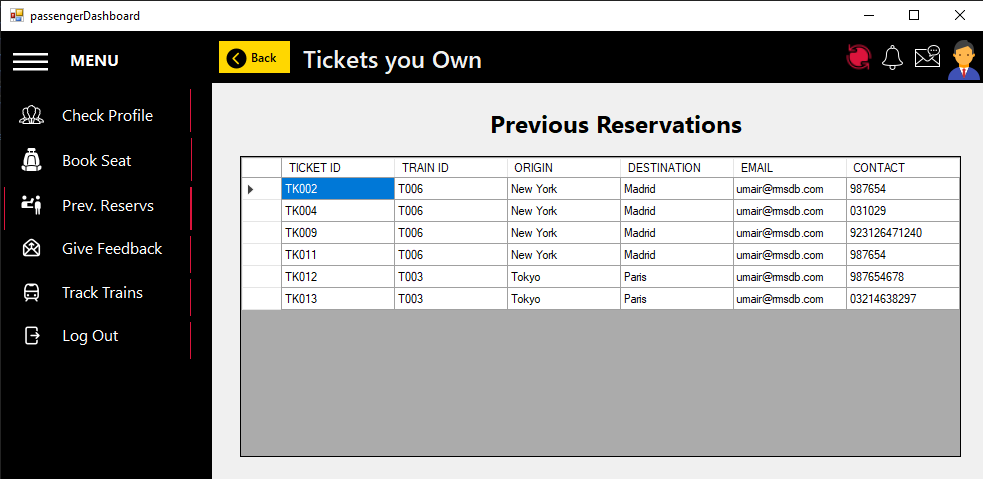 passengerDashboard
MENU
Back
Tickets you Own
Check Profile
Book Seat
Prev. Reservs
Give Feedback
Track Trains
Log Out
Previous Reservations
TICKET ID TRAIN ID ORIGIN DESTINATION EMAIL CONTACT
TK002 T006 New York Madrid umair@rmsdb.com 987654
TK004 T006 New York Madrid umair@rmsdb.com 031029
TK009 T006 New York Madrid umair@rmsdb.com 923126471240
TK011 T006 New York Madrid umair@rmsdb.com 987654
TK012 T003 Tokyo Paris umair@rmsdb.com 987654678
TK013 T003 Tokyo Paris umair@rmsdb.com 03214638297